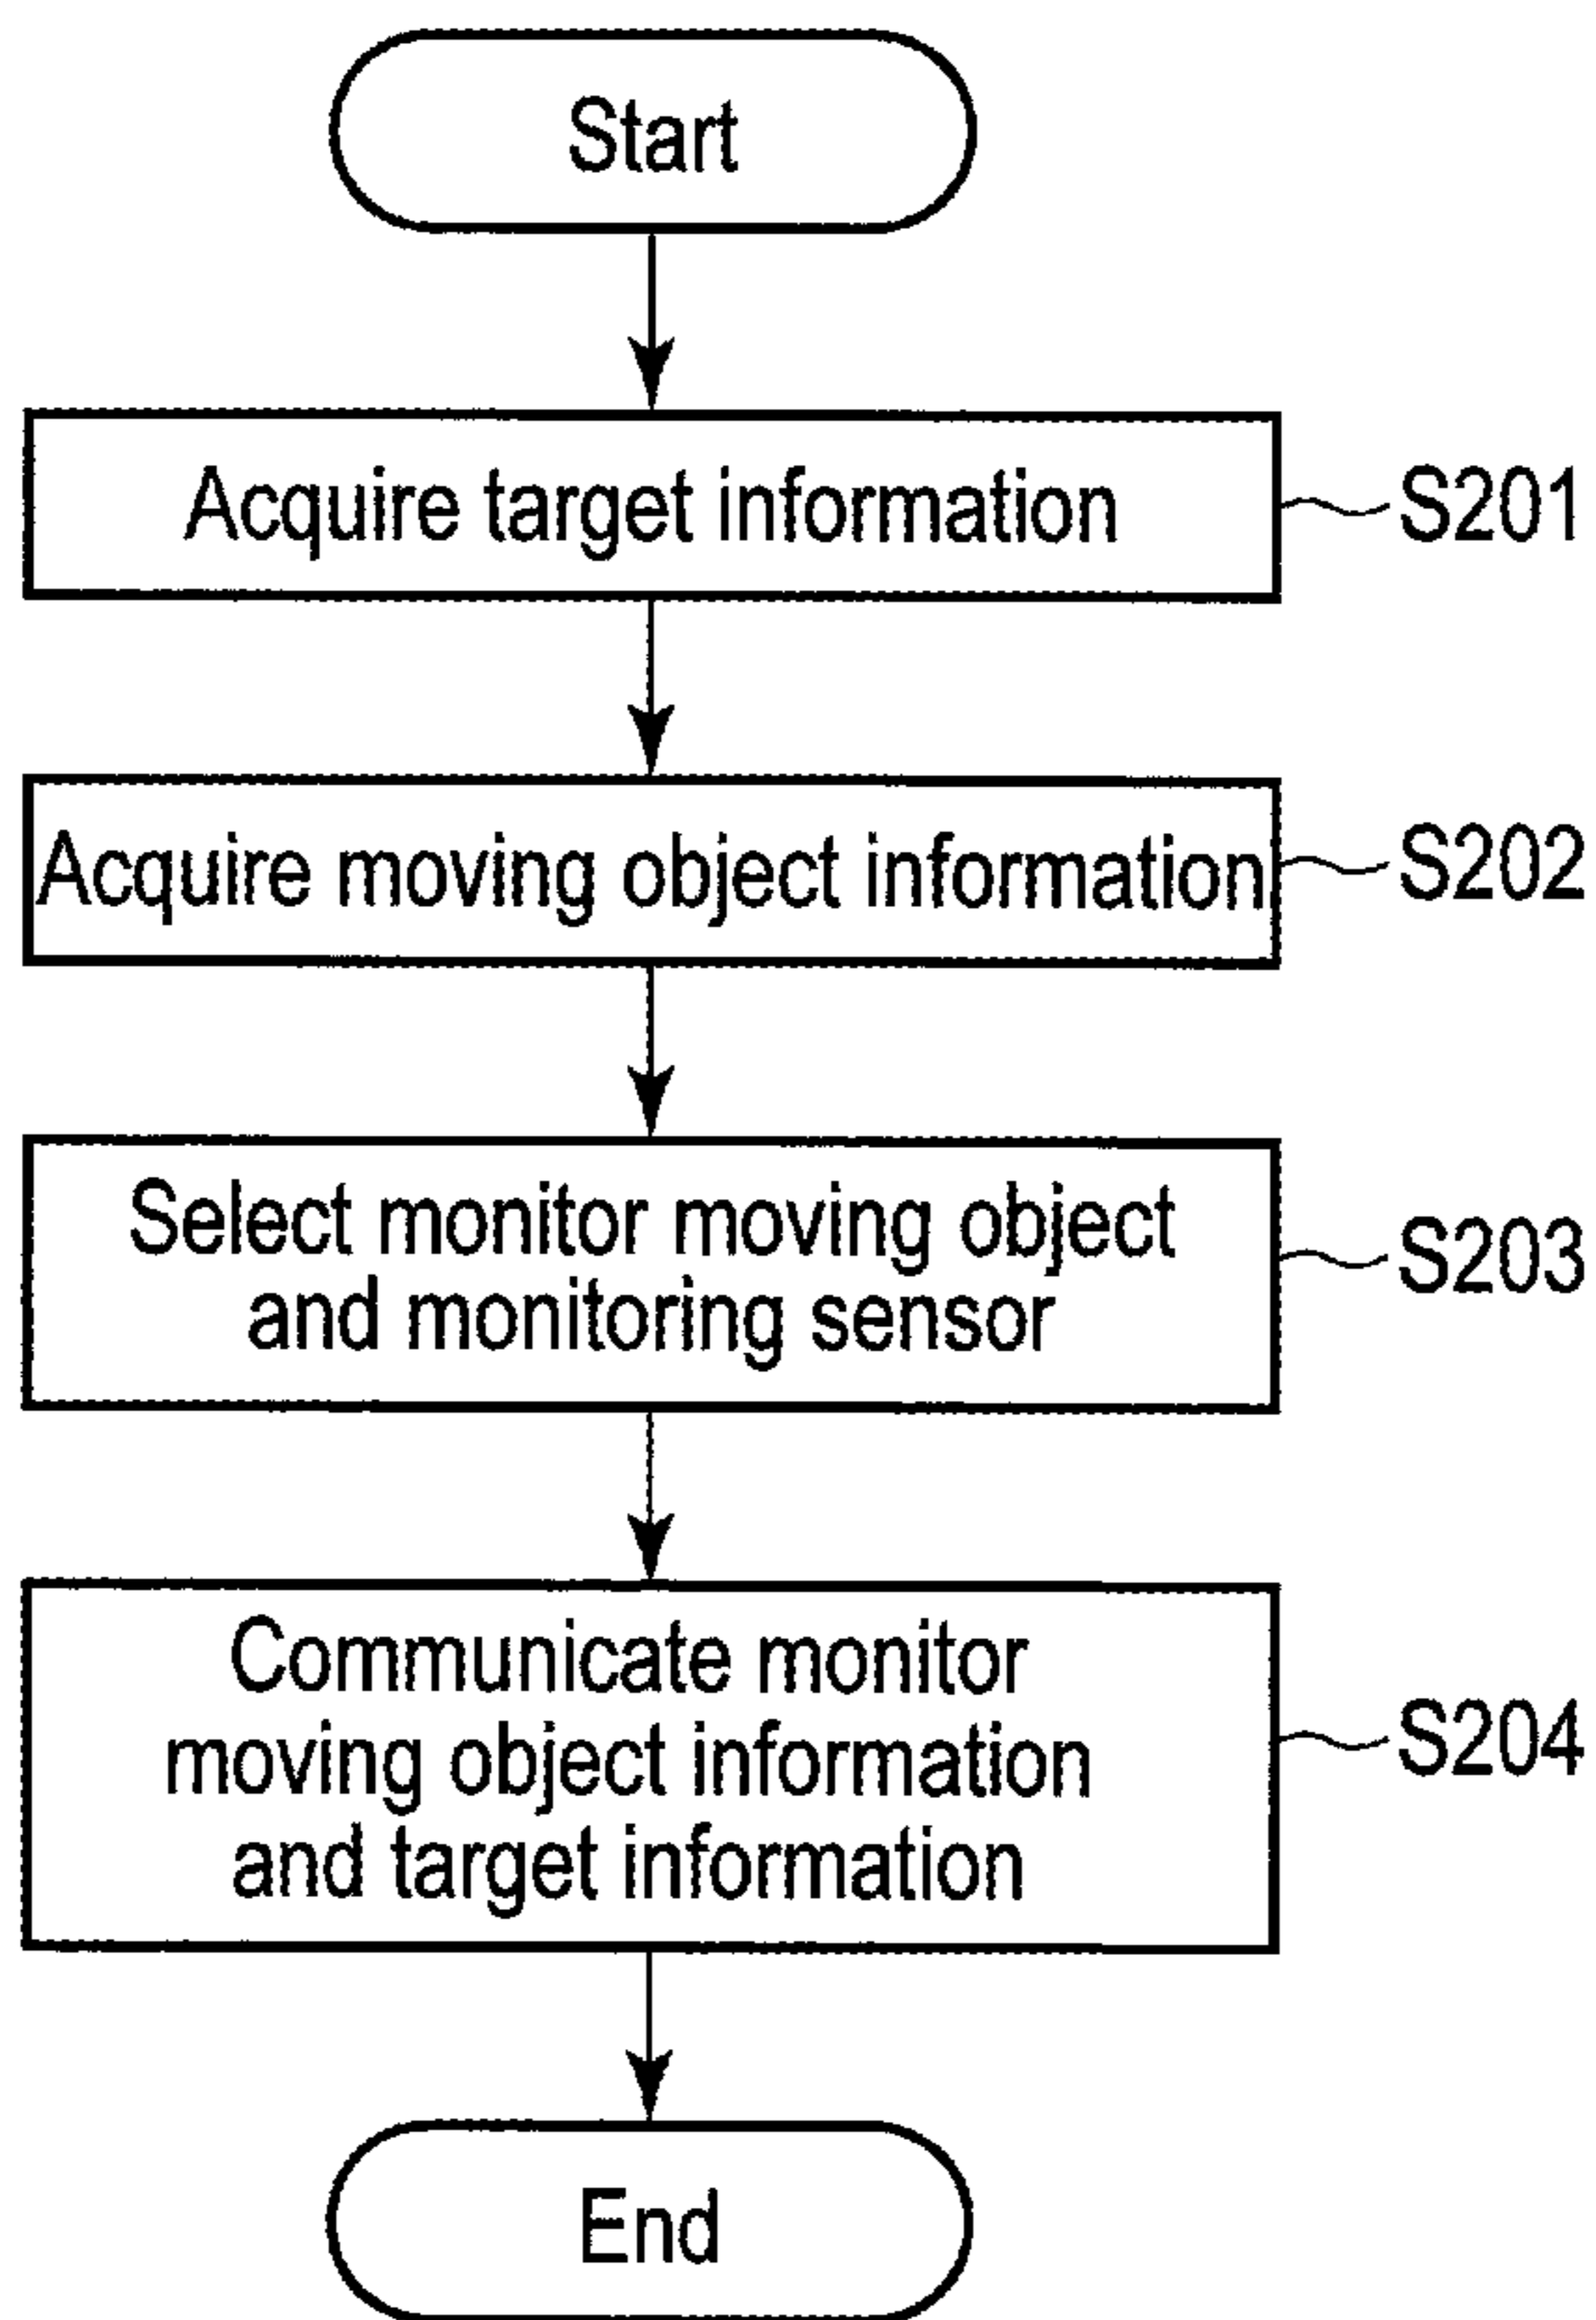 Start
Acquire target information
S201
Acquire moving object information
S202
Select monitor moving object
and monitoring sensor
S203
Communicate monitor
moving object information
and target information
S204
End